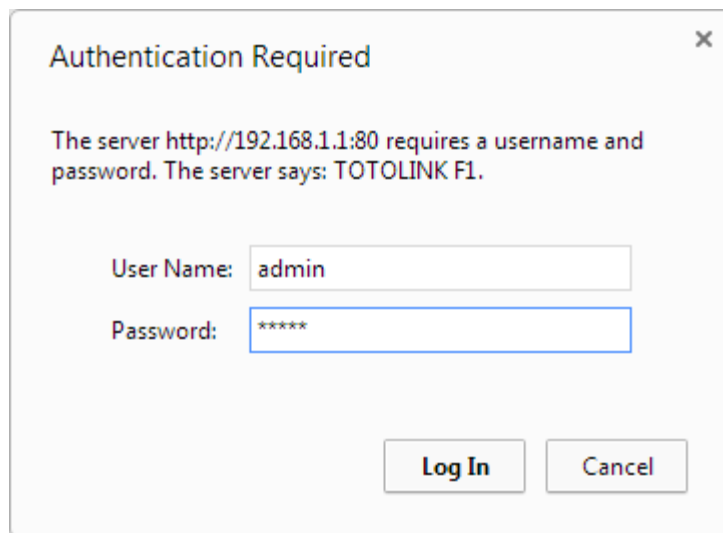 Authentication Required
The server http://192.168.1.1:80 requires a username and
password. The server says: TOTOLINK F1.
User Name: admin
Password: *****
Log In Cancel